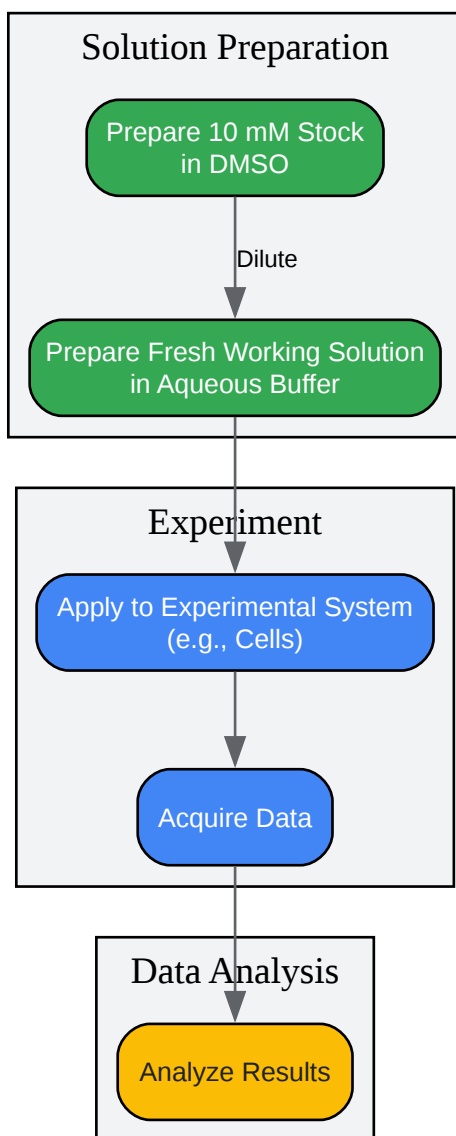 Solution Preparation
Prepare 10 mM Stock
in DMSO
Dilute
Prepare Fresh Working Solution
in Aqueous Buffer
Experiment
Apply to Experimental System
(e.g., Cells)
Acquire Data
Data Analysis
Analyze Results